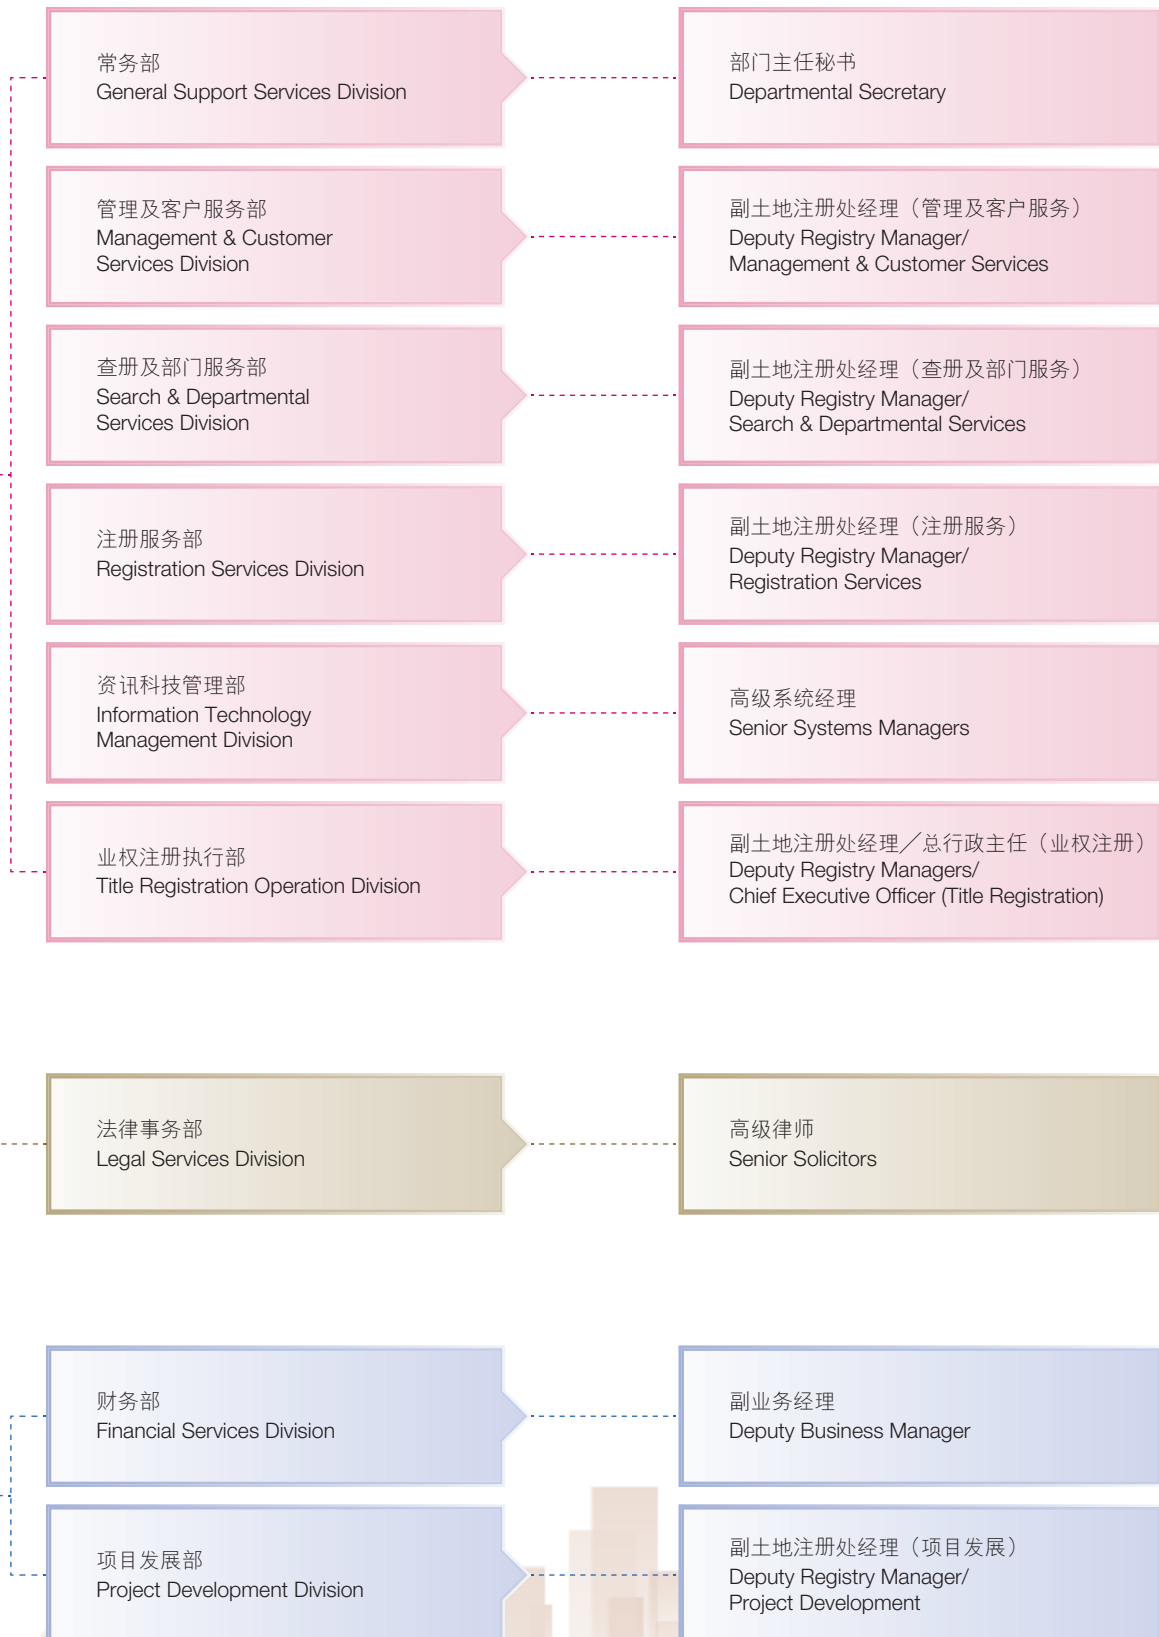 常务部
General Support Services Division
部门主任秘书
Departmental Secretary
管理及客户服务部
Management & Customer
Services Division
副土地注册处经理（管理及客户服务）
Deputy Registry Manager/
Management & Customer Services
查册及部门服务部
Search & Departmental
Services Division
副土地注册处经理（查册及部门服务）
Deputy Registry Manager/
Search & Departmental Services
注册服务部
Registration Services Division
副土地注册处经理（注册服务）
Deputy Registry Manager/
Registration Services
资讯科技管理部
Information Technology
Management Division
高级系统经理
Senior Systems Managers
业权注册执行部
Title Registration Operation Division
副土地注册处经理／总行政主任（业权注册）
Deputy Registry Managers/
Chief Executive Officer (Title Registration)
法律事务部
Legal Services Division
高级律师
Senior Solicitors
财务部
Financial Services Division
副业务经理
Deputy Business Manager
项目发展部
Project Development Division
副土地注册处经理（项目发展）
Deputy Registry Manager/
Project Development